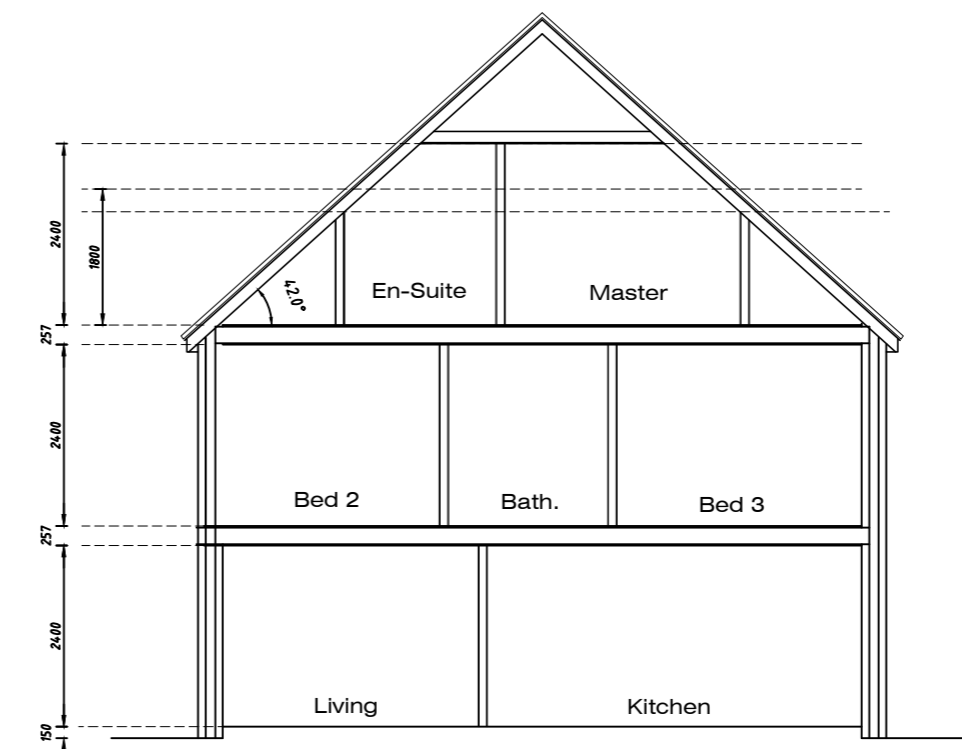 2400
1800
42.0°
En-Suite
Master
257
2400
Bed 2
Bath.
Bed 3
257
2400
Living
Kitchen
150